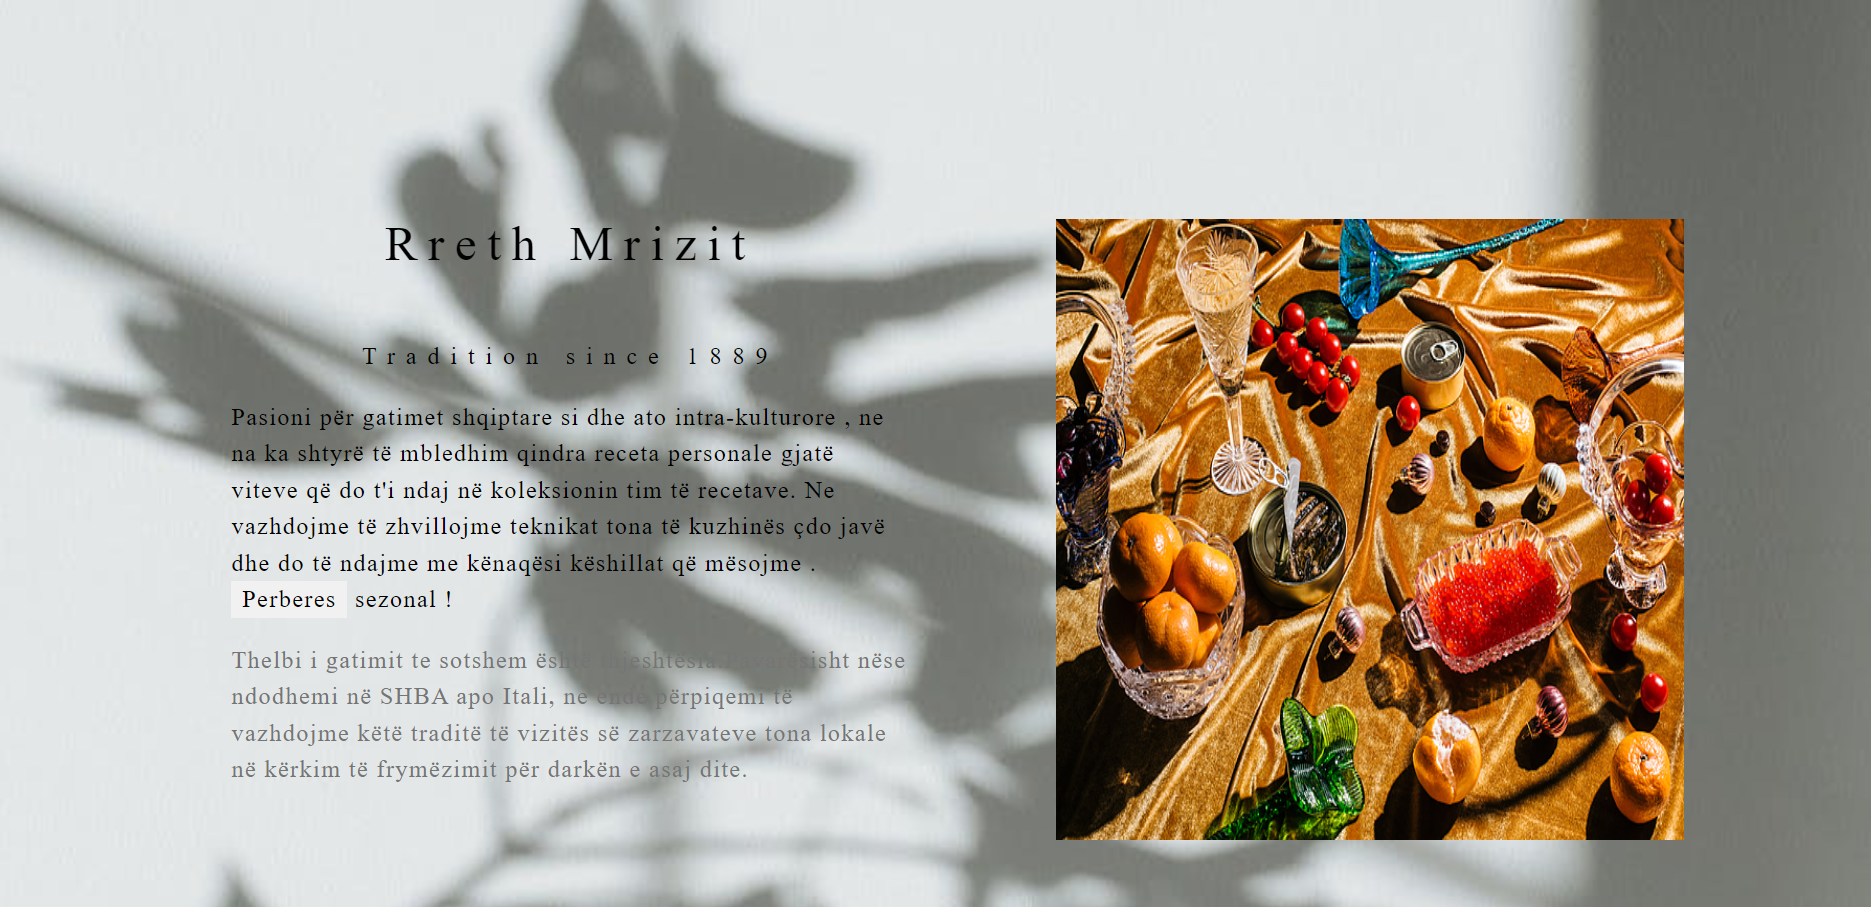 Rreth Mrizit
Tradition since 1889
Pasioni për gatimet shqiptare si dhe ato intra-kulturore , ne
na ka shtyrë të mbledhim qindra receta personale gjatë
viteve që do t'i ndaj në koleksionin tim të recetave. Ne
vazhdojme të zhvillojme teknikat tona të kuzhinës çdo javë
dhe do të ndajme me kënaqësi këshillat që mësojme .
Perberes sezonal !
Thelbi i gatimit te sotshem është thjeshtësia. nëse
ndodhemi në SHBA apo Itali, ne ende përpiqemi të
vazhdojme këtë traditë të vizitës së zarzavateve tona lokale
në kërkim të frymëzimit për darkën e asaj dite.